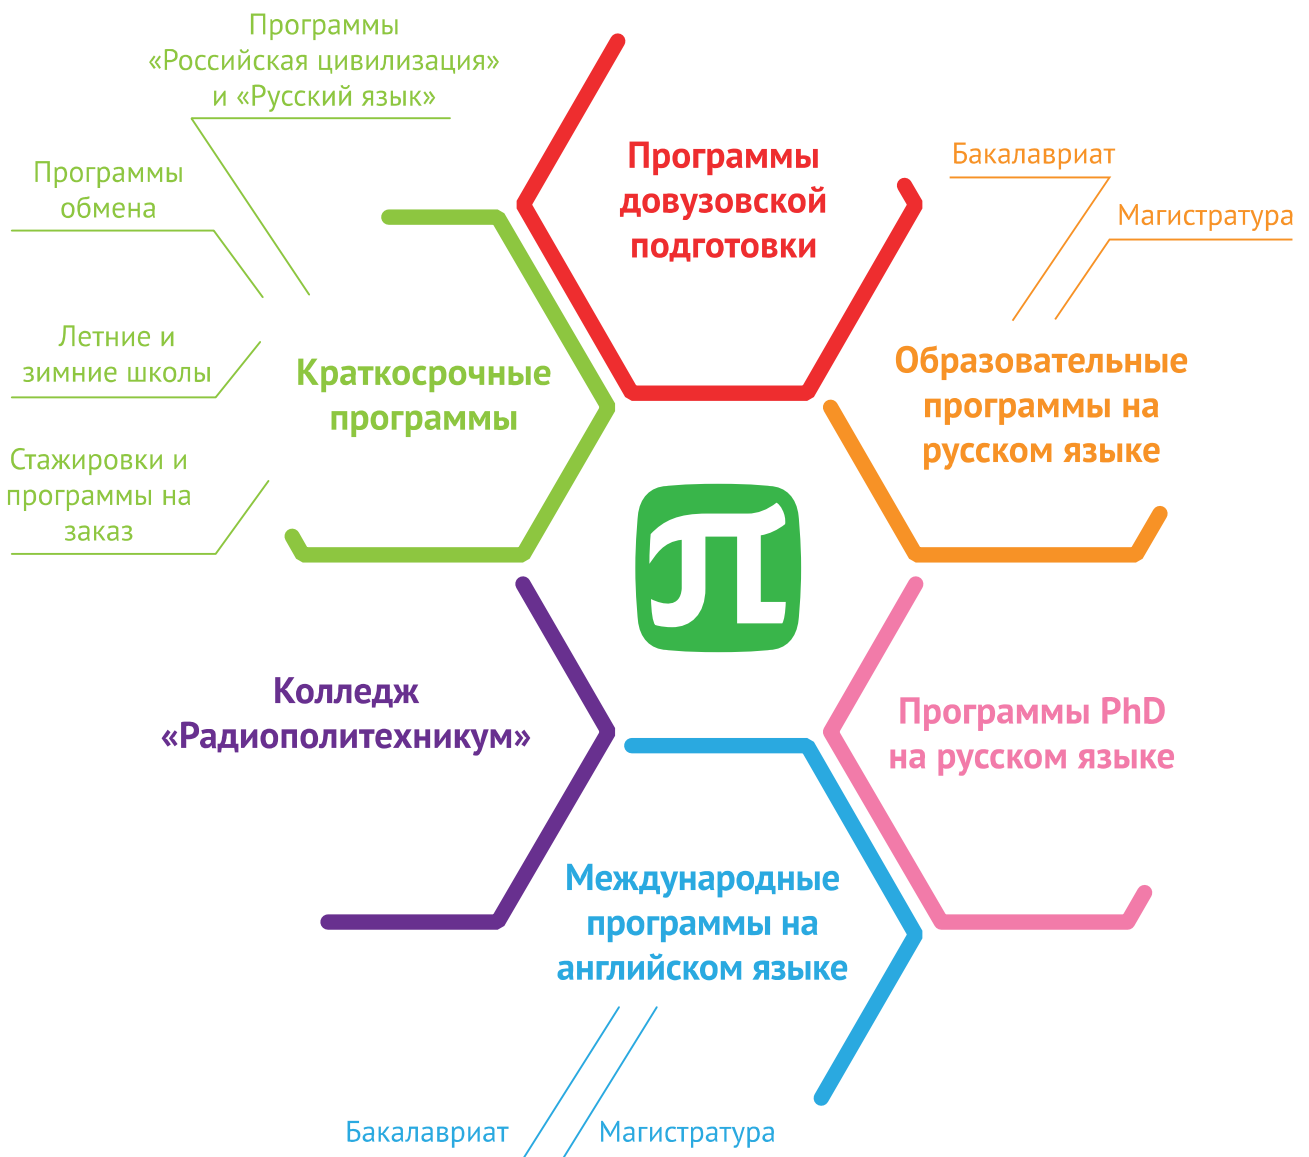 Программы
«Российская цивилизация»
и «Русский язык»
Программы
обмена
Летние и
зимние школы
Стажировки и
программы на
заказ
Краткосрочные
программы
Программы
довузовской
подготовки
Бакалавриат
Магистратура
Образовательные
программы на
русском языке
Колледж
«Радиополитехникум»
Программы PhD
на русском языке
Международные
программы на
английском языке
Бакалавриат
Магистратура